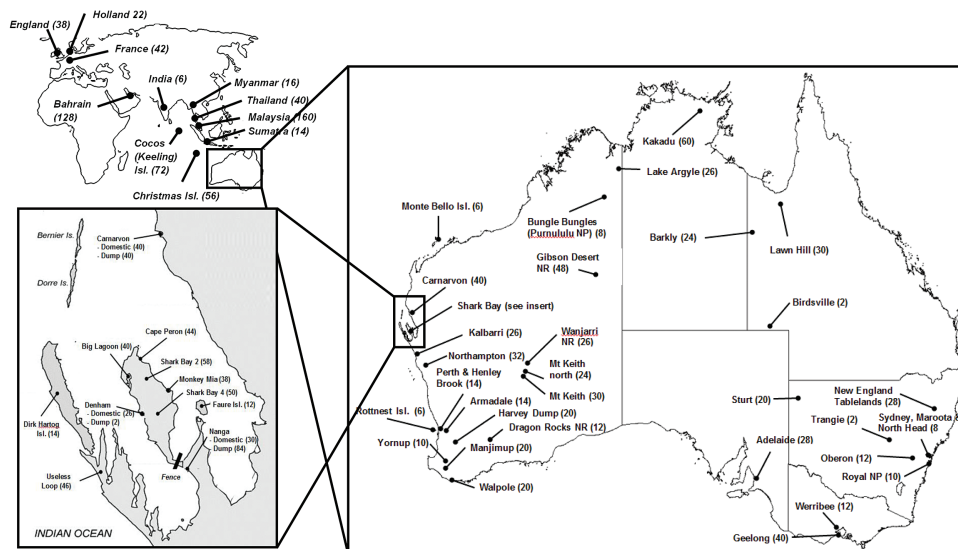 Holland 22)
England (38)
France (42)
India (6)
Myanmar (16)
Thailand (40)
Malaysia (160)
Sumatra (14)
Bahrain
(128)
Cocos
(Keeling)
Isl.
(72)
Christmas Isl. (56)
Bernier Is.
Carnarvon
- Domestic (40)
- Dump (40)
Dorre Is.
Cape Peron (44)
Big Lagoon (40)
Shark Bay 2 (58)
Monkey Mia (38)
Shark Bay 4 (50)
Faure Isl. (12)
Denham
- Domestic (26)
- Dump (2)
Dirk Hartog
Isl. (14)
Nanga
- Domestic (30)
- Dump (84)
Useless
Loop (46)
Fence
INDIAN OCEAN
Kakadu (60)
Lake Argyle (26)
Monte Bello Isl. (6)
Bungle Bungles
(Purnululu NP) (8)
Barkly (24)
Lawn Hill (30)
Gibson Desert
NR (48)
Carnarvon (40)
Shark Bay (see insert)
Birdsville (2)
Kalbarri (26)
Wanjarri
NR (26)
Northampton (32)
Mt Keith
north (24)
Perth & Henley
Brook (14)
Mt Keith (30)
Armadale (14)
Rottnest Isl. (6)
Harvey Dump (20)
Dragon Rocks NR (12)
Yornup (10)
Manjimup (20)
Walpole (20)
New England
Tablelands (28)
Sturt (20)
Trangie (2)
Sydney, Maroota &
North Head (8
Adelaide (28)
Oberon (12)
Royal NP (10)
Werribee (12)
Geelong (40)